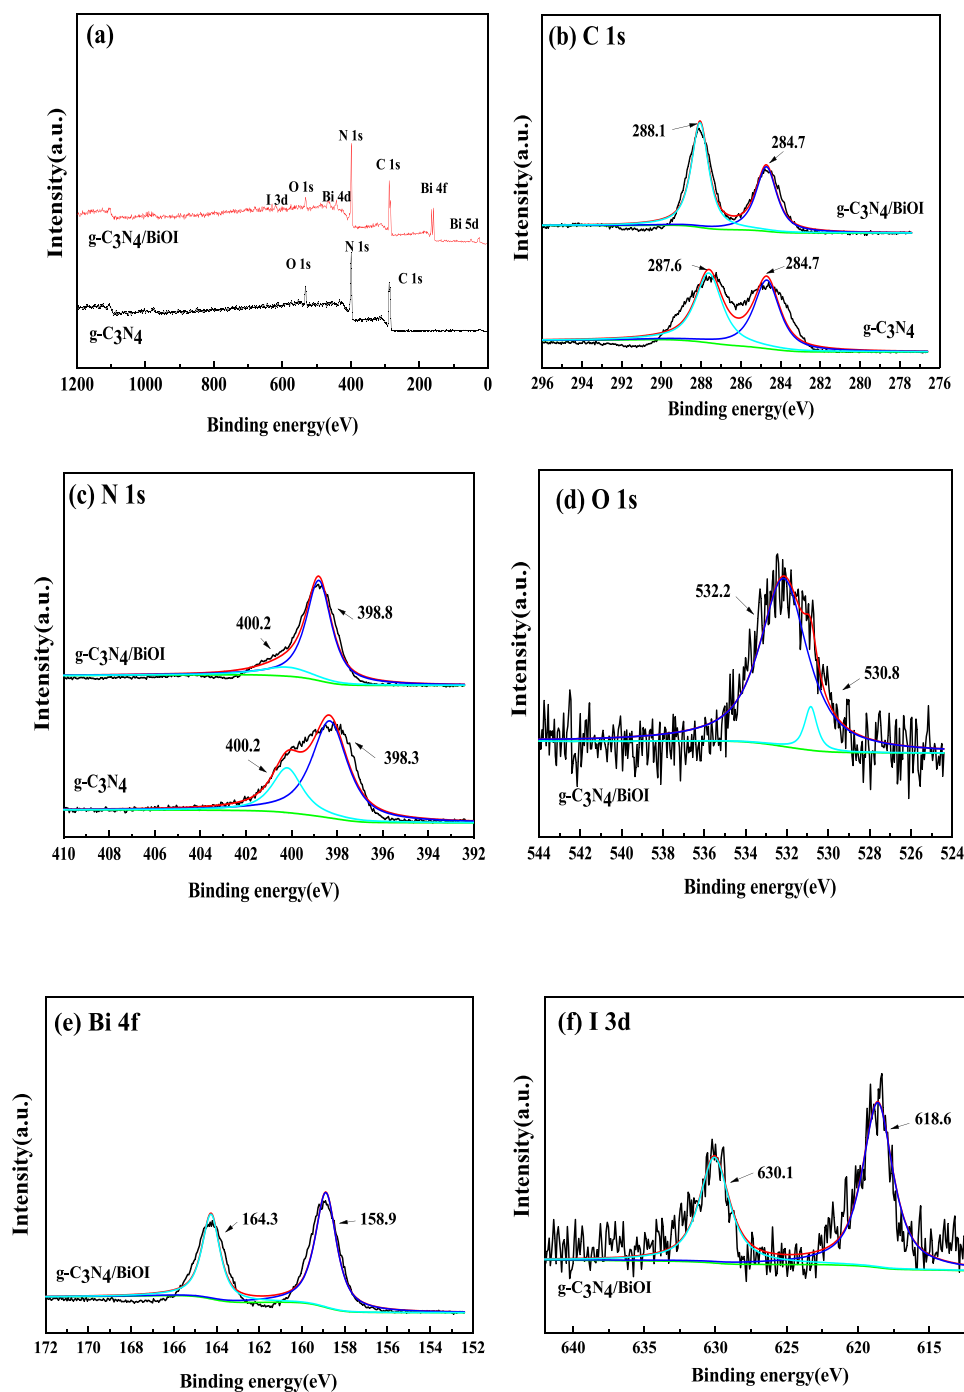 (a)
Intensity(a.u.)
N 1s
C 1s
O 1s
I 3d
Bi 4d
Bi 4f
Bi 5d
g-C3N4/BiOI
N 1s
O 1s
C 1s
g-C3N4
1200 1000 800 600 400 200 0
Binding energy(eV)
(b) C 1s
Intensity(a.u.)
288.1
284.7
g-C3N4/BiOI
287.6
284.7
g-C3N4
296 294 292 290 288 286 284 282 280 278 276
Binding energy(eV)
(c) N 1s
Intensity(a.u.)
400.2
398.8
g-C3N4/BiOI
400.2
398.3
g-C3N4
410 408 406 404 402 400 398 396 394 392
Binding energy(eV)
(d) O 1s
Intensity(a.u.)
532.2
530.8
g-C3N4/BiOI
544 542 540 538 536 534 532 530 528 526 524
Binding energy(eV)
(e) Bi 4f
Intensity(a.u.)
164.3
158.9
g-C3N4/BiOI
172 170 168 166 164 162 160 158 156 154 152
Binding energy(eV)
(f) I 3d
Intensity(a.u.)
618.6
630.1
g-C3N4/BiOI
640 635 630 625 620 615
Binding energy(eV)